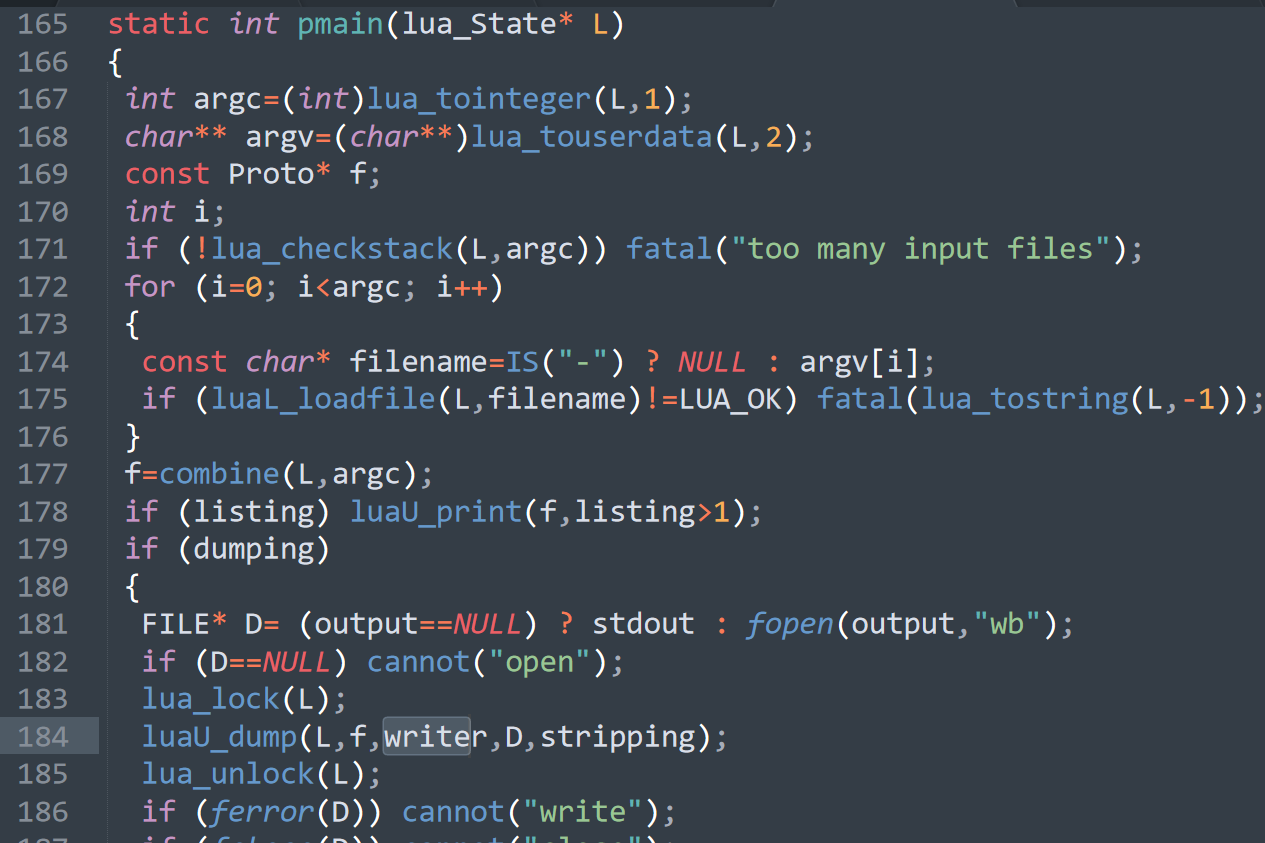 165 static int pmain(lua_State* L)
166 {
167 int argc=(int)lua_tointeger(L,1);
168 char** argv=(char**)lua_touserdata(L,2);
169 const Proto* f;
170 int i;
171 if (!lua_checkstack(L,argc)) fatal("too many input files");
172 for (i=0; i<argc; i++)
173 {
174 const char* filename=IS("-") ? NULL : argv[i];
175 if (luaL_loadfile(L,filename)!=LUA_OK) fatal(lua_tostring(L,-1));
176 }
177 f=combine(L,argc);
178 if (listing) luaU_print(f,listing>1);
179 if (dumping)
180 {
181 FILE* D= (output==NULL) ? stdout : fopen(output,"wb");
182 if (D==NULL) cannot("open");
183 lua_lock(L);
184 luaU_dump(L,f,writer,D,stripping);
185 lua_unlock(L);
186 if (ferror(D)) cannot("write");